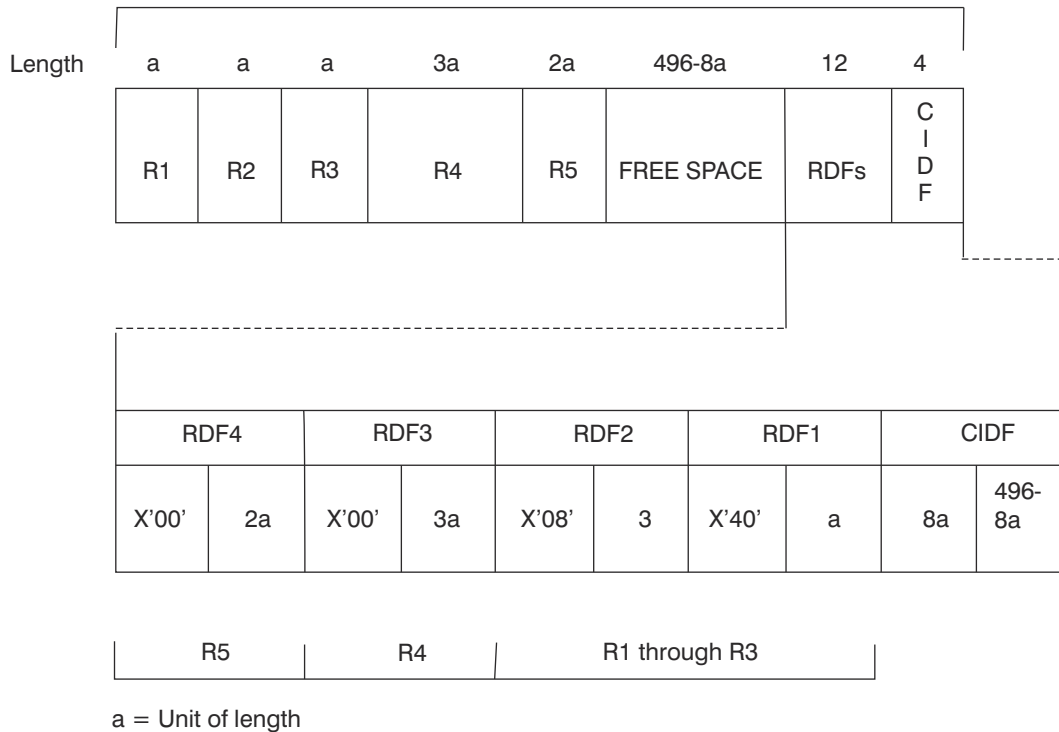 Length a a a 3a 2a 496-8a 12 4
R1 R2 R3 R4 R5 FREE SPACE RDFs C I D F
RDF4 RDF3 RDF2 RDF1 CIDF
X’00’ 2a X’00’ 3a X’08’ 3 X’40’ a 8a 496-
8a
R5 R4 R1 through R3
a = Unit of length